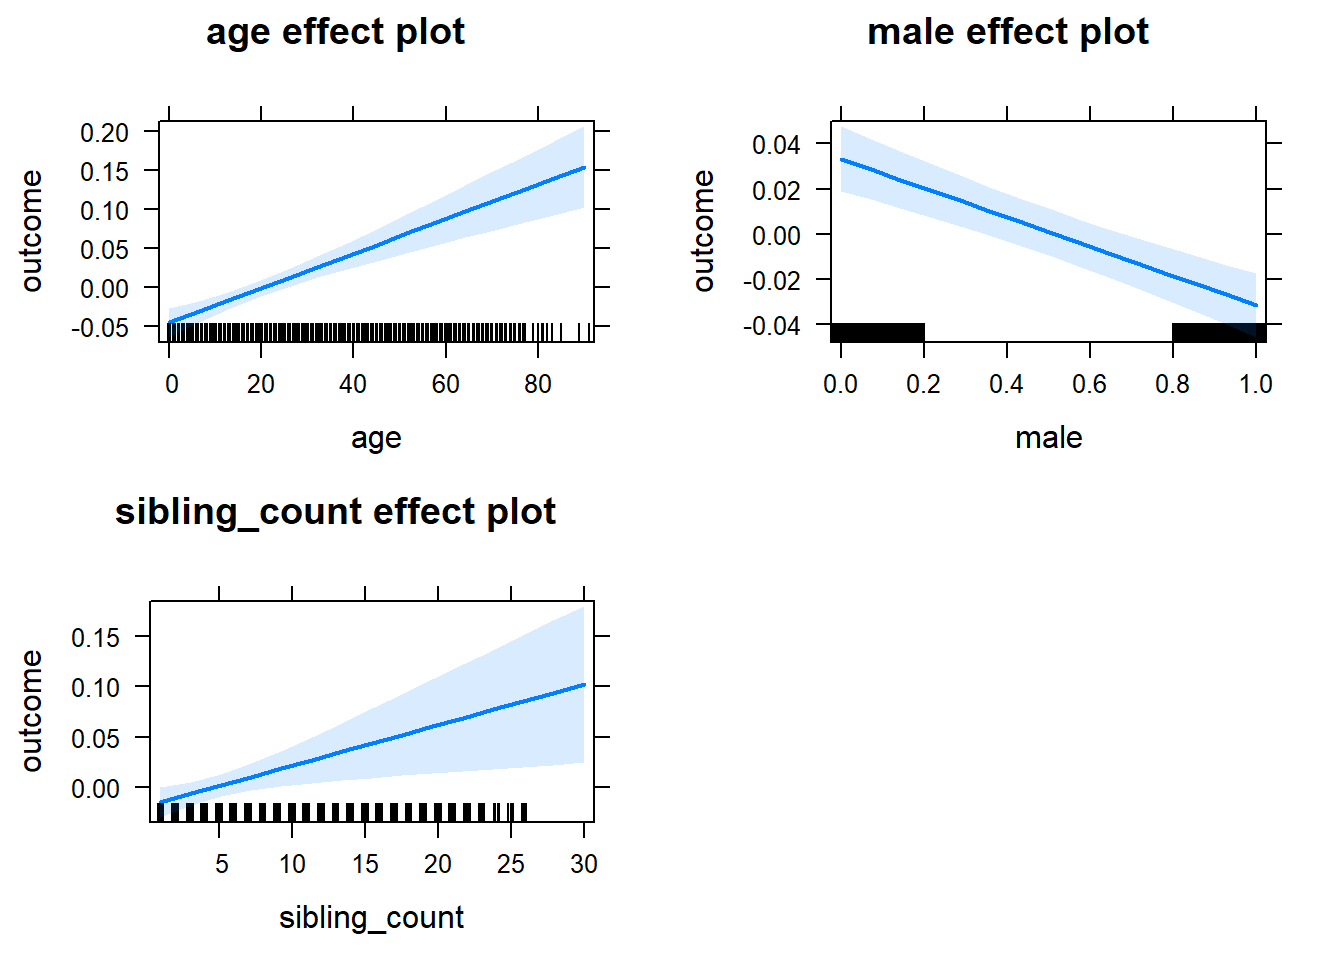 age effect plot
outcome
0.20
0.15
0.10
0.05
0.00
-0.05
0 20 40 60 80
age
male effect plot
outcome
0.04
0.02
0.00
-0.02
-0.04
0.0 0.2 0.4 0.6 0.8 1.0
male
sibling_count effect plot
outcome
0.15
0.10
0.05
0.00
5 10 15 20 25 30
sibling_count